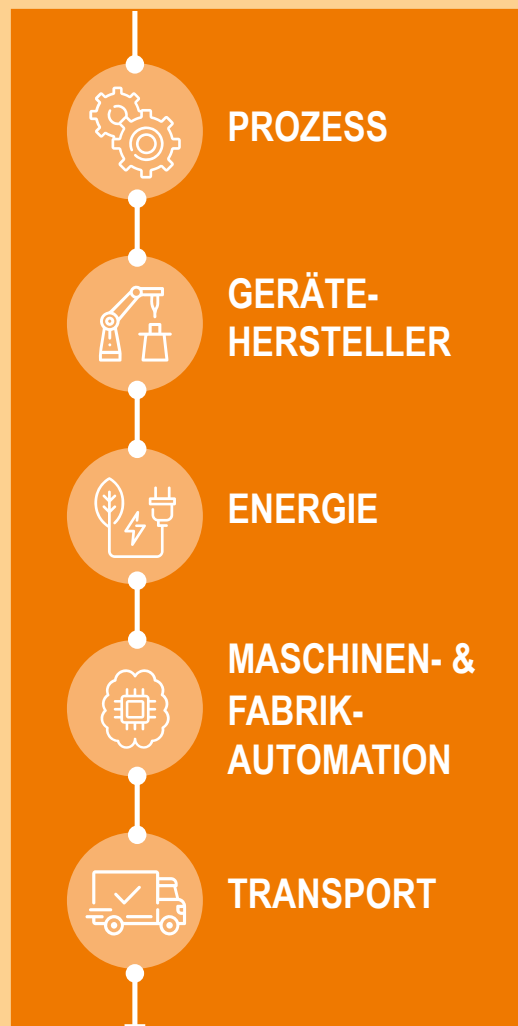 PROZESS
GERÄTE-
HERSTELLER
ENERGIE
MASCHINEN- &
FABRIK-
AUTOMATION
TRANSPORT